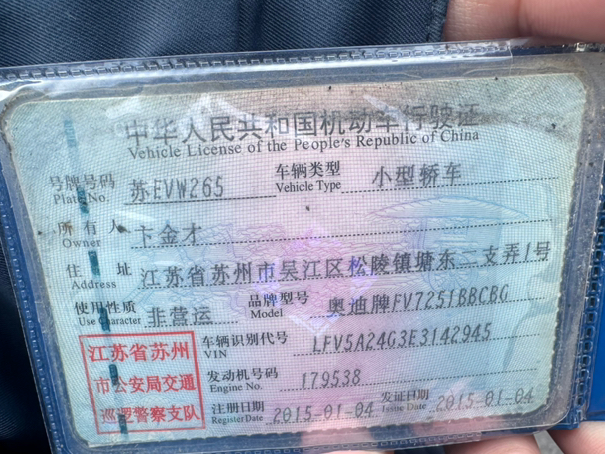 中华人民共和国机动车行驶证
Vehicle License of the People's Republic of China
号牌号码 苏EVW265 车辆类型 小型轿车
Plate No. Vehicle Type
所有人 卞金才
Owner
住址 江苏省苏州市吴江区松陵镇塘东二支弄1号
Address
使用性质 非营运 品牌型号 奥迪牌FV7251BBCBG
Use Character Model
江苏省苏州
市公安局交通
巡逻警察支队
车辆识别代号 LFV5A24G3E3142945
VIN
发动机号码 179538
Engine No.
注册日期 2015-01-04 发证日期 2015-01-04
Register Date Issue Date